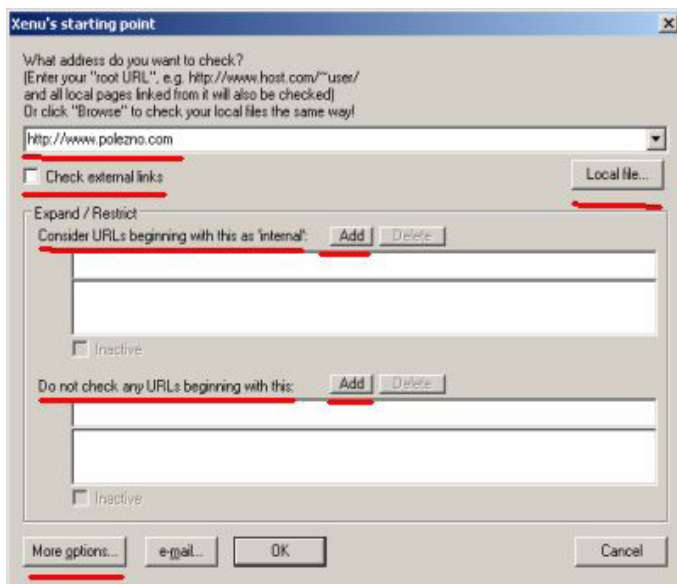 Xenu's starting point
What address do you want to check?
(Enter your "root URL", e.g. http://www.host.com/~user/
and all local pages linked from it will also be checked)
Or click "Browse" to check your local files the same way!
http://www.polezno.com
Check external links
Local file...
Expand / Restrict
Consider URLs beginning with this as 'internal': Add Delete
Inactive
Do not check any URLs beginning with this: Add Delete
Inactive
More options... e-mail... OK Cancel